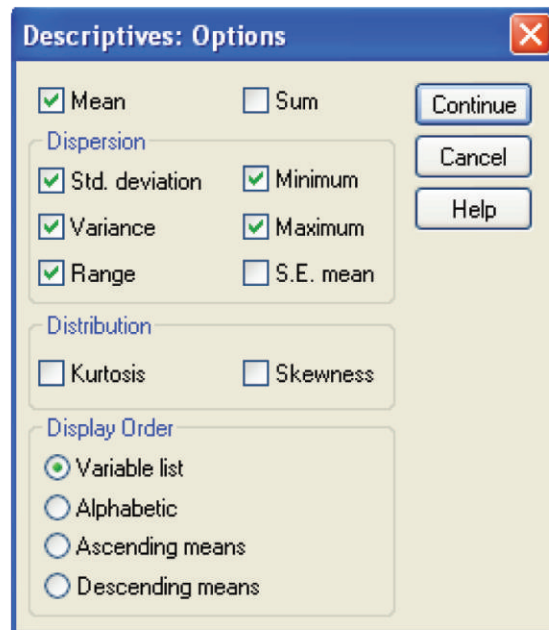 Descriptives: Options
Mean
Sum
Continue
Dispersion
Cancel
Std. deviation
Minimum
Help
Variance
Maximum
Range
S.E. mean
Distribution
Kurtosis
Skewness
Display Order
Variable list
Alphabetic
Ascending means
Descending means